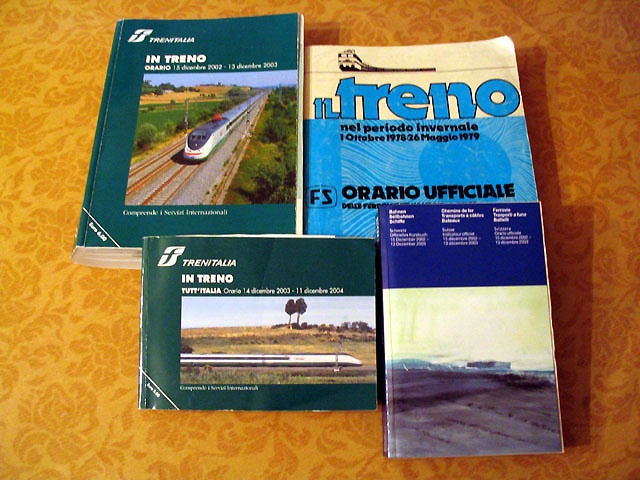 TRENITALIA
IN TRENO
ORARIO 15 dicembre 2002 - 13 dicembre 2003
Comprende i Servizi Internazionali
Euro 4,00
IL treno
nel periodo invernale
1 Ottobre 1978·26 Maggio 1979
FS ORARIO UFFICIALE
DELLE
TRENITALIA
IN TRENO
TUTT'ITALIA Orario 14 dicembre 2003 - 11 dicembre 2004
Comprende i Servizi Internazionali
Bahnen
Seilbahnen
Schiffe
Schweiz
Offizielles Kursbuch
15 Dezember 2002 –
13 Dezember 2003
Chemins de fer
Transports à câbles
Bateaux
Suisse
Indicateur officiel
15 décembre 2002 –
13 décembre 2003
Ferrovie
Trasporti a fune
Battelli
Svizzera
Orario ufficiale
15 dicembre 2002 –
13 dicembre 2003